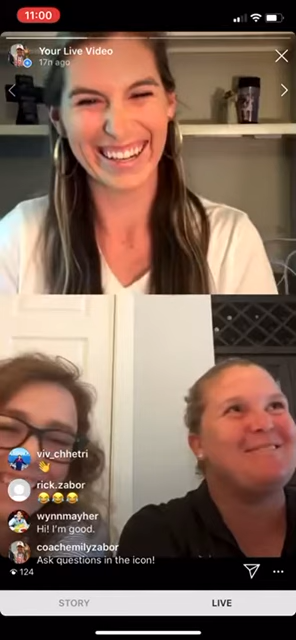 11:00
Your Live Video
17h ago
viv_chhetri
👋
rick.zabor
😂😂😂
wynnmayher
Hi! I'm good.
coachemilyzabor
Ask questions in the icon!
124
STORY LIVE